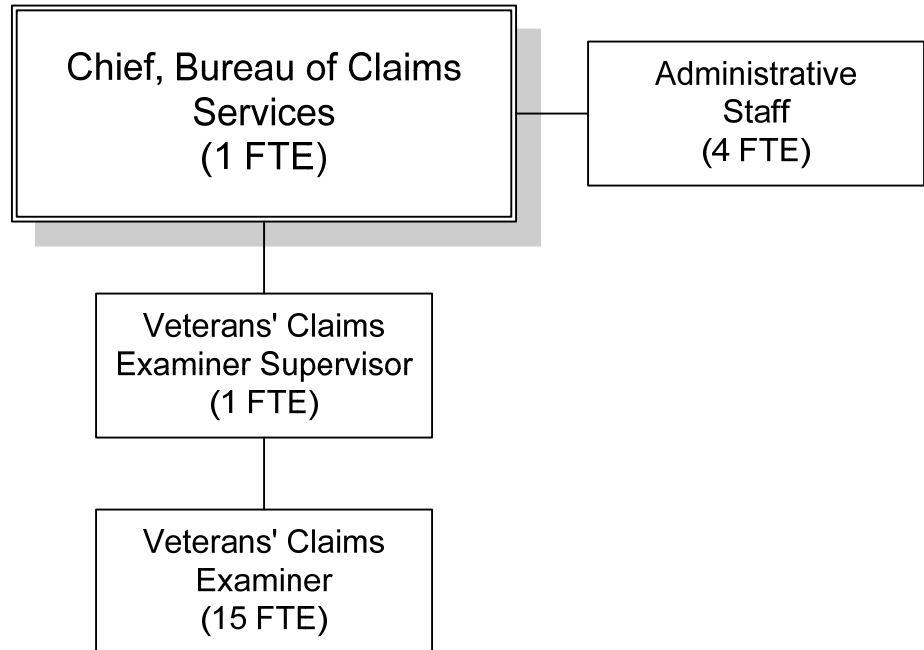 Chief, Bureau of Claims
Services
(1 FTE)
Administrative
Staff
(4 FTE)
Veterans' Claims
Examiner Supervisor
(1 FTE)
Veterans' Claims
Examiner
(15 FTE)